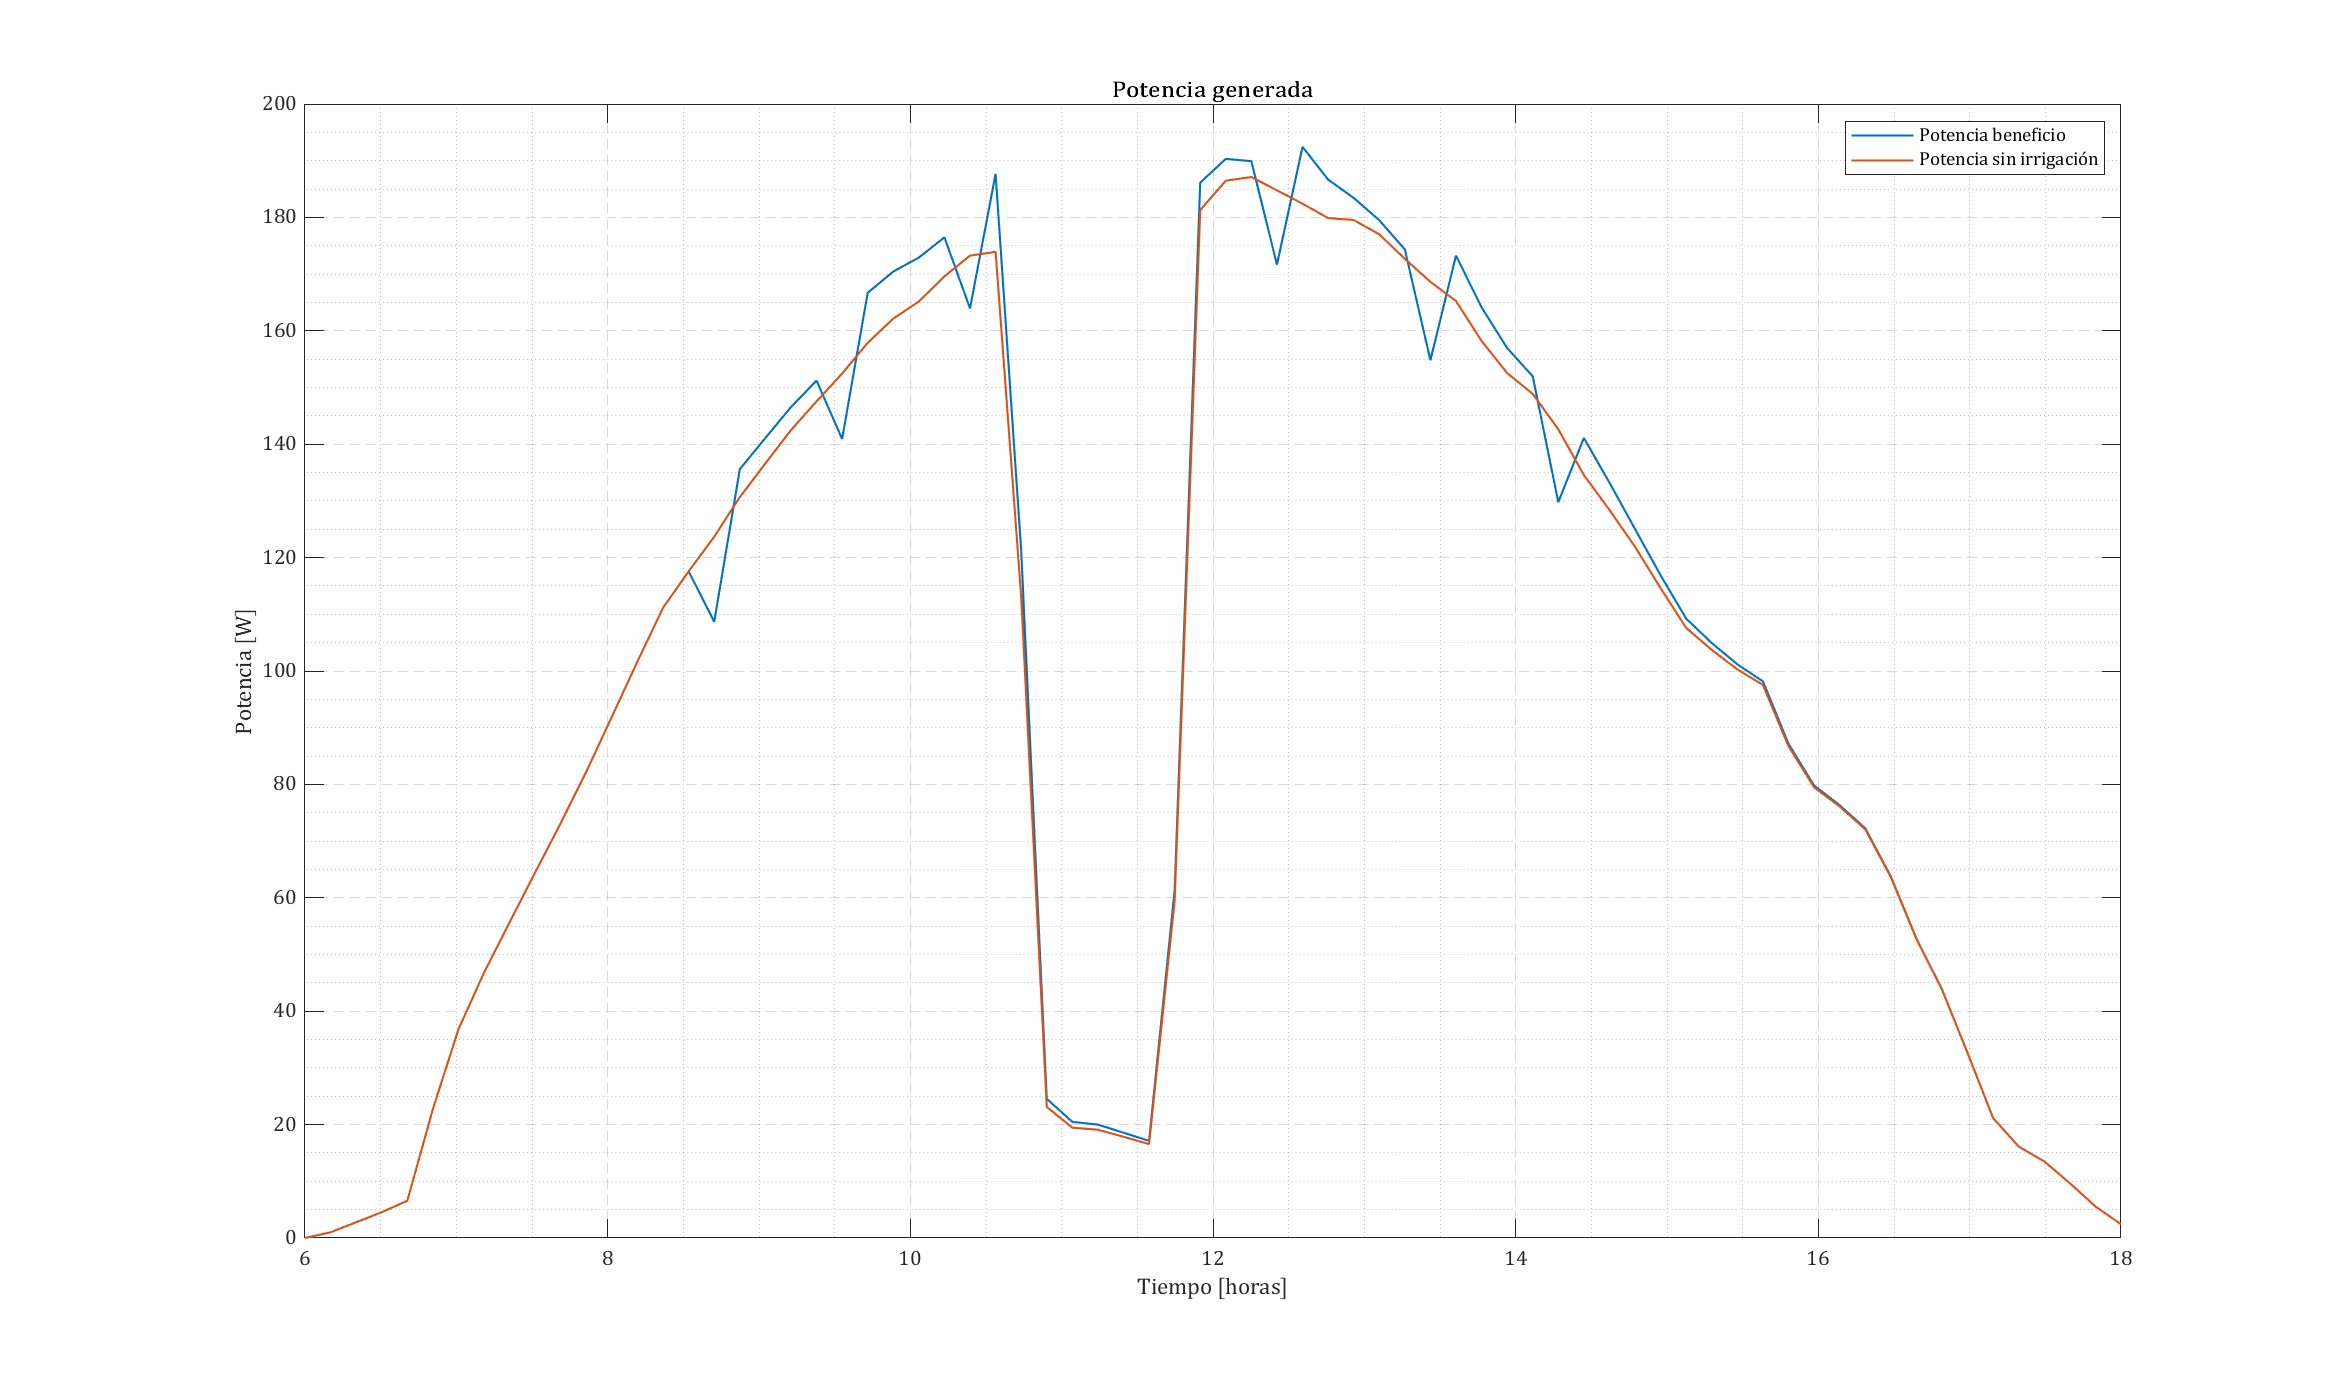 Potencia generada
Potencia beneficio
Potencia sin irrigación
200
180
160
140
120
100
80
60
40
20
0
Potencia [W]
6 8 10 12 14 16 18
Tiempo [horas]